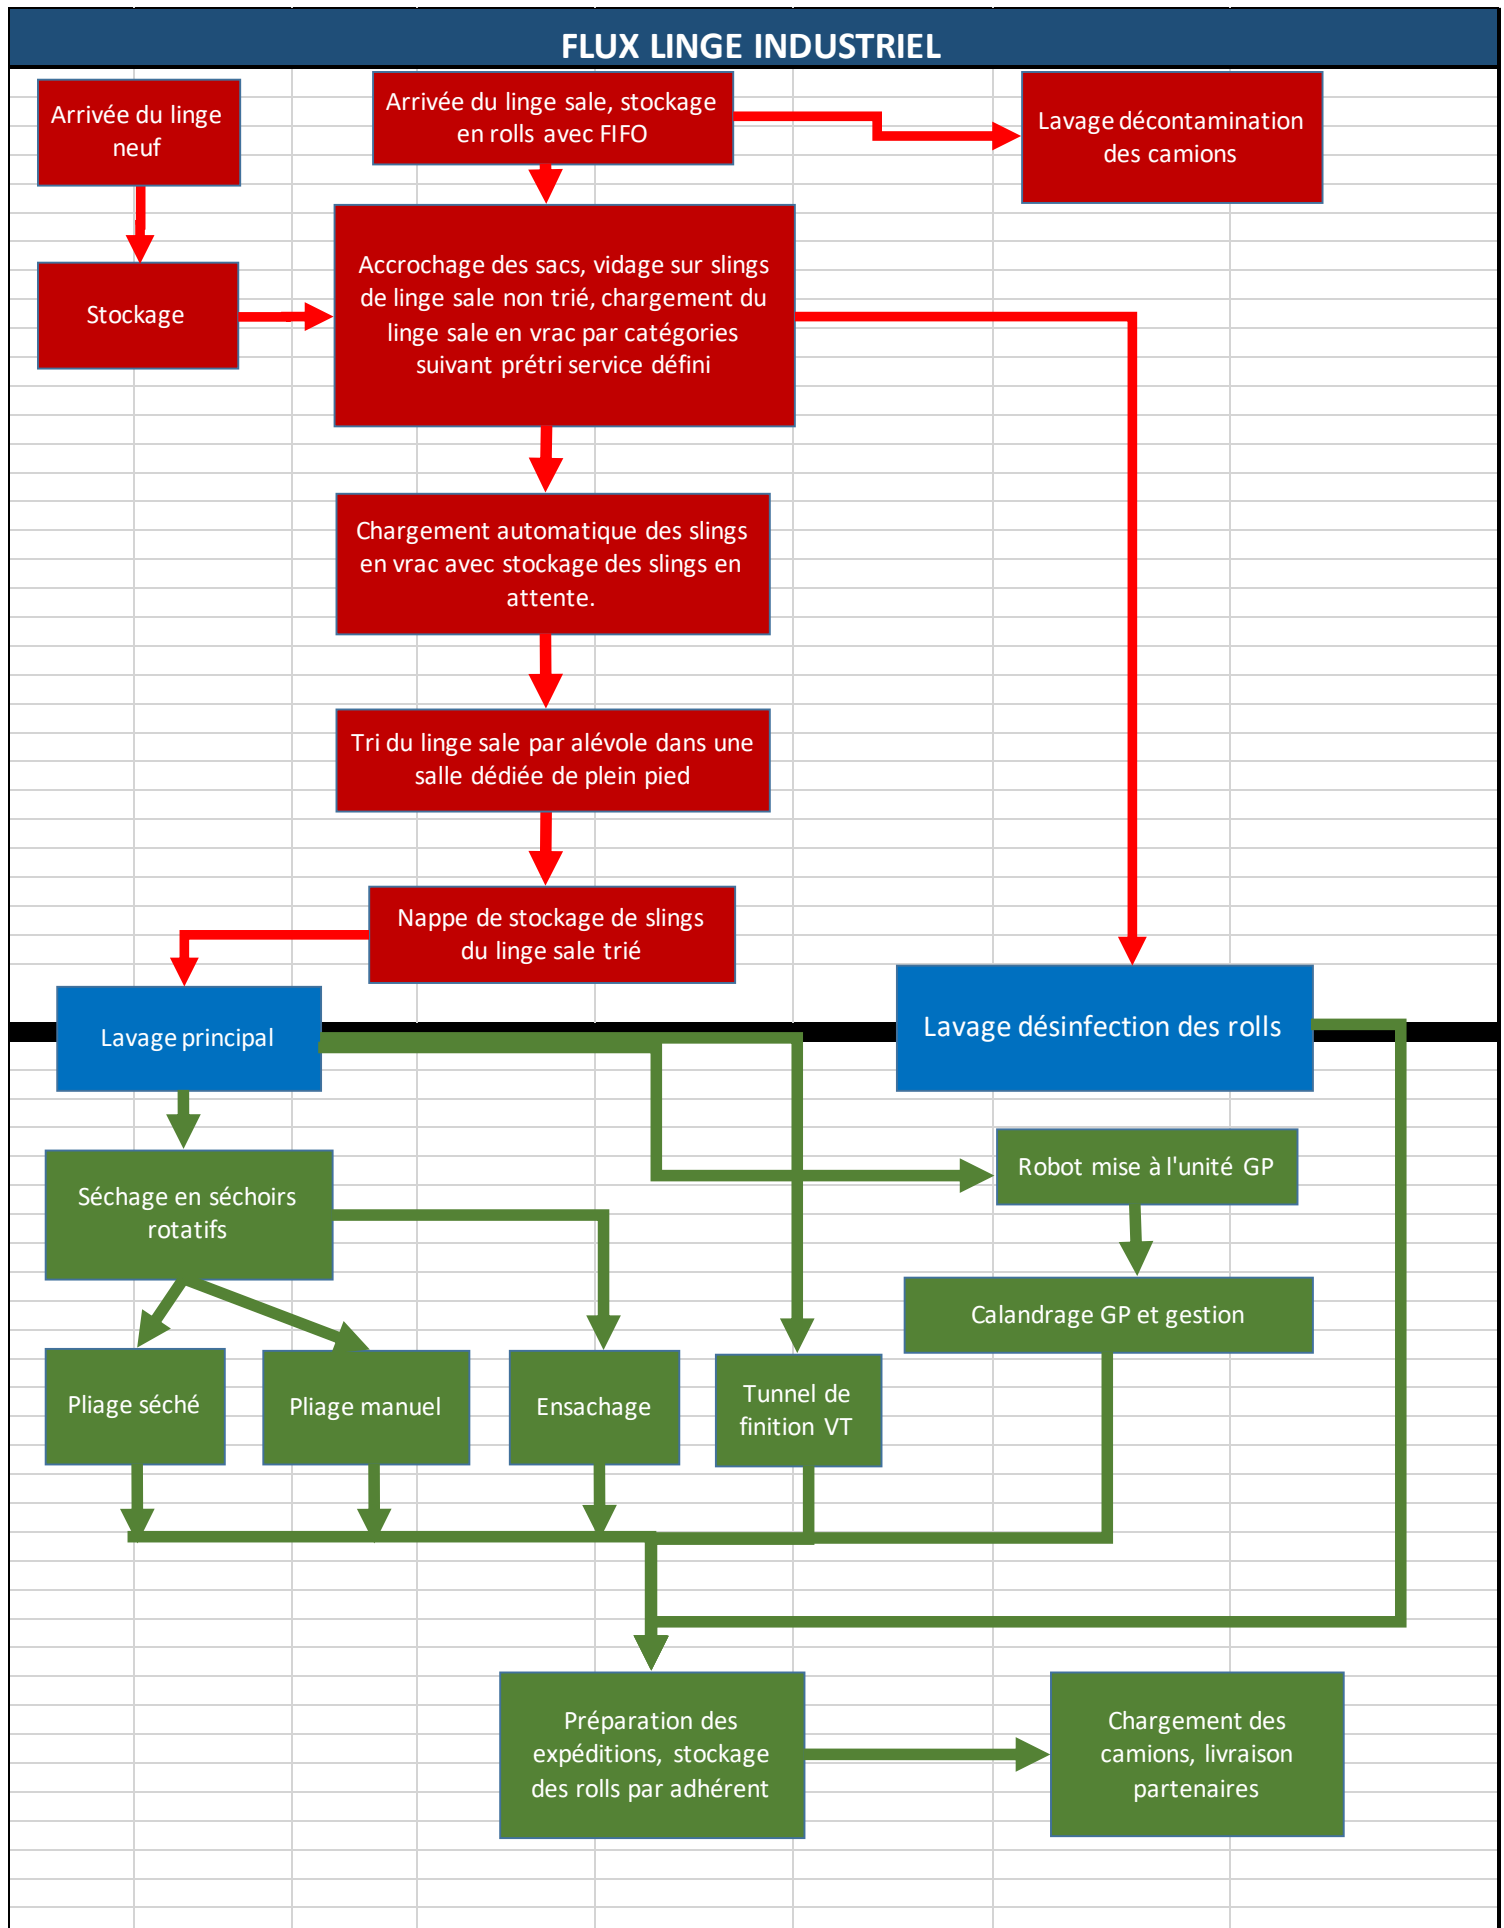 FLUX LINGE INDUSTRIEL
Arrivée du linge
neuf
Arrivée du linge sale, stockage
en rolls avec FIFO
Lavage décontamination
des camions
Stockage
Accrochage des sacs, vidage sur slings
de linge sale non trié, chargement du
linge sale en vrac par catégories
suivant prétri service défini
Chargement automatique des slings
en vrac avec stockage des slings en
attente.
Tri du linge sale par alévole dans une
salle dédiée de plein pied
Nappe de stockage de slings
du linge sale trié
Lavage principal
Lavage désinfection des rolls
Robot mise à l'unité GP
Séchage en séchoirs
rotatifs
Calandrage GP et gestion
Pliage séché
Pliage manuel
Ensachage
Tunnel de
finition VT
Préparation des
expéditions, stockage
des rolls par adhérent
Chargement des
camions, livraison
partenaires